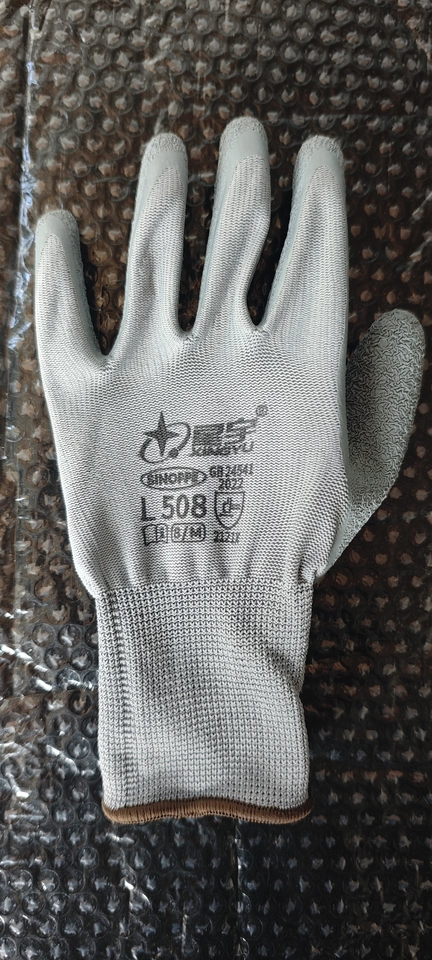 星宇®
XINGYU
SINOPPE GB 24541
2022
L508
i 8/M 2121X